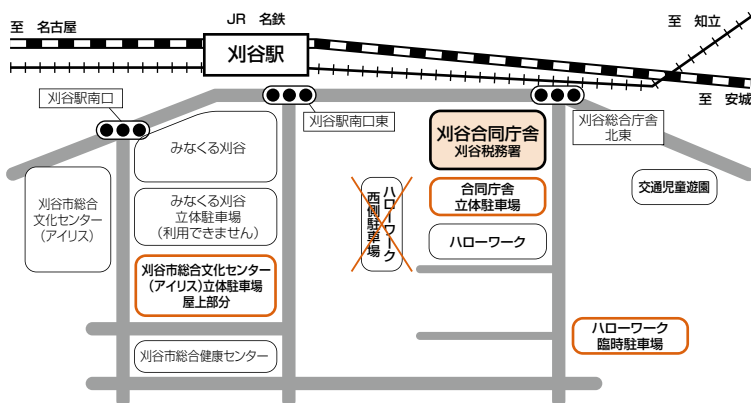 JR 名鉄
至 名古屋
至 知立
刈谷駅
至 安城
刈谷駅南口
刈谷駅南口東
刈谷総合庁舎
北東
みなくる刈谷
刈谷合同庁舎
刈谷税務署
刈谷市総合
文化センター
(アイリス)
みなくる刈谷
立体駐車場
(利用できません)
ハローワーク
西側駐車場
合同庁舎
立体駐車場
交通児童遊園
ハローワーク
刈谷市総合文化センター
(アイリス)立体駐車場
屋上部分
ハローワーク
臨時駐車場
刈谷市総合健康センター